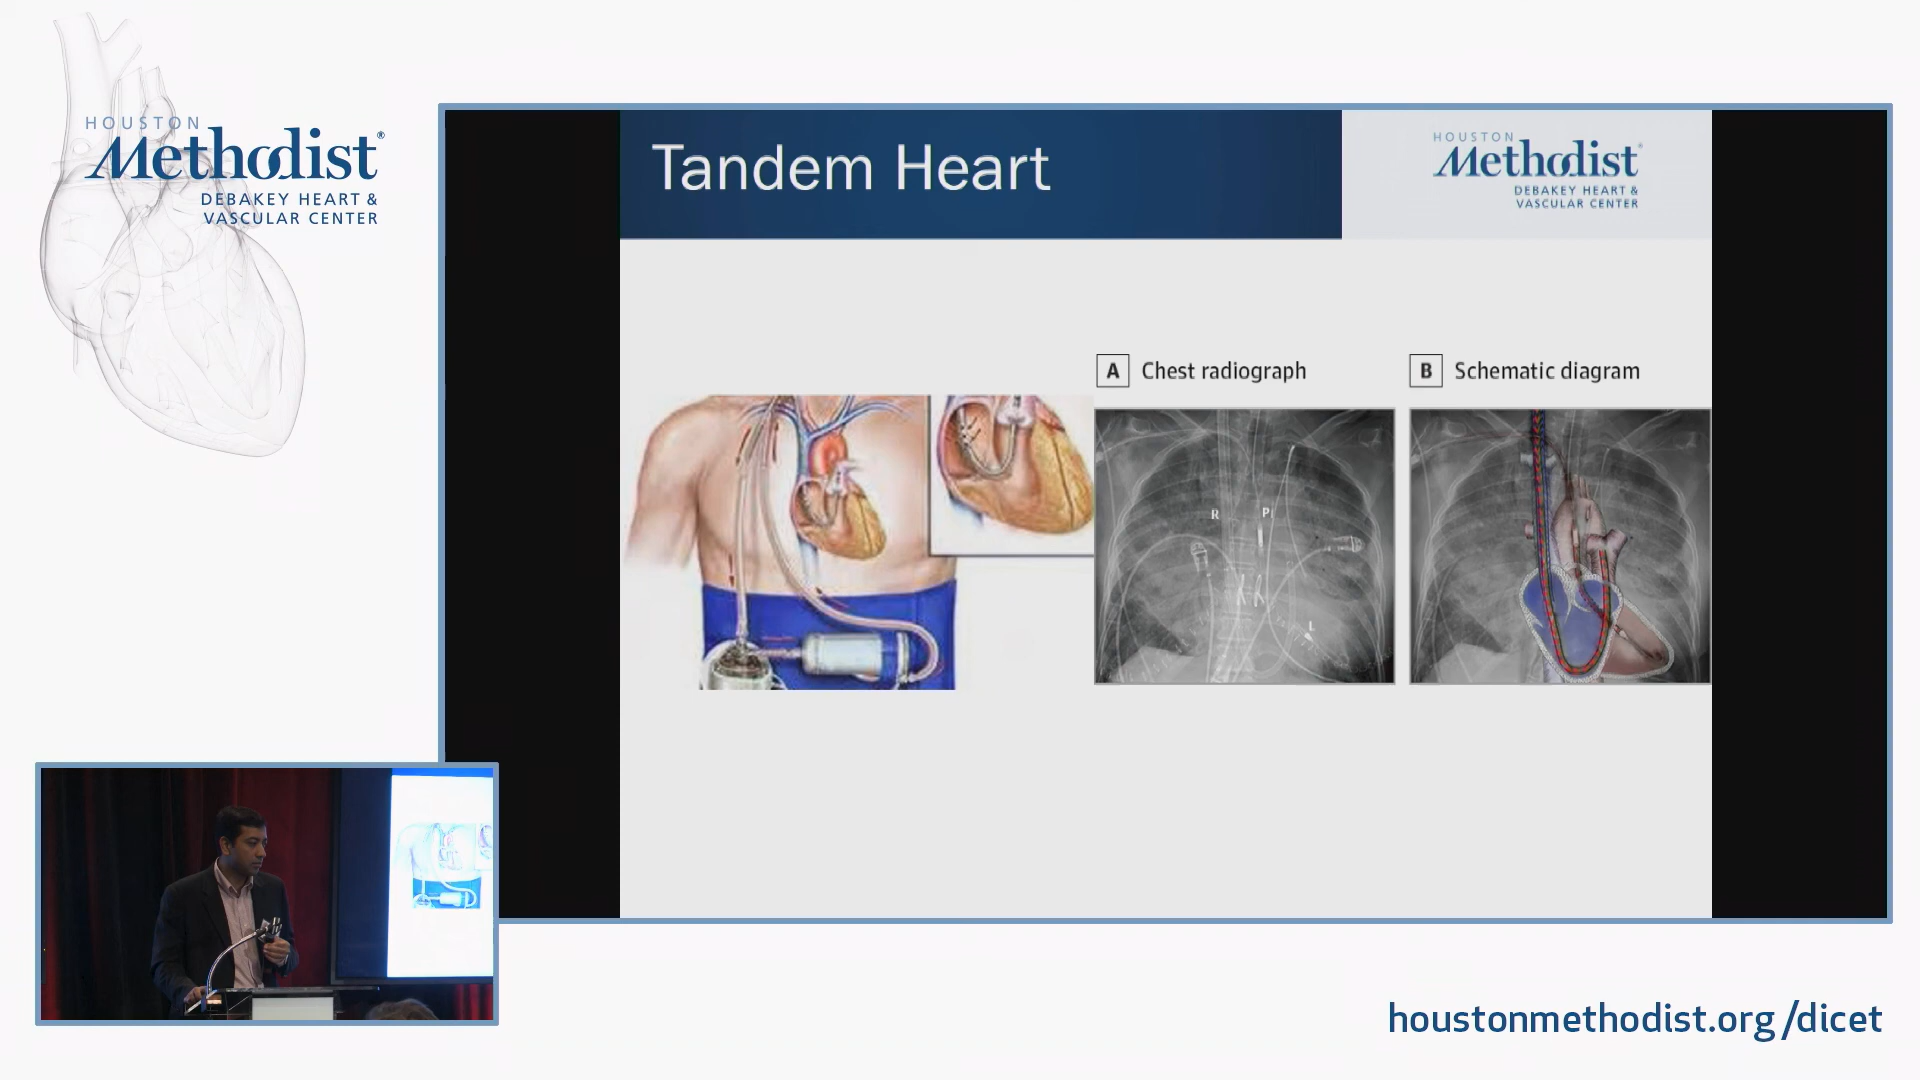 HOUSTON
Methodist®
DEBAKEY HEART &
VASCULAR CENTER
Tandem Heart
HOUSTON
Methodist®
DEBAKEY HEART &
VASCULAR CENTER
A Chest radiograph
B Schematic diagram
R
P
L
houstonmethodist.org/dicet